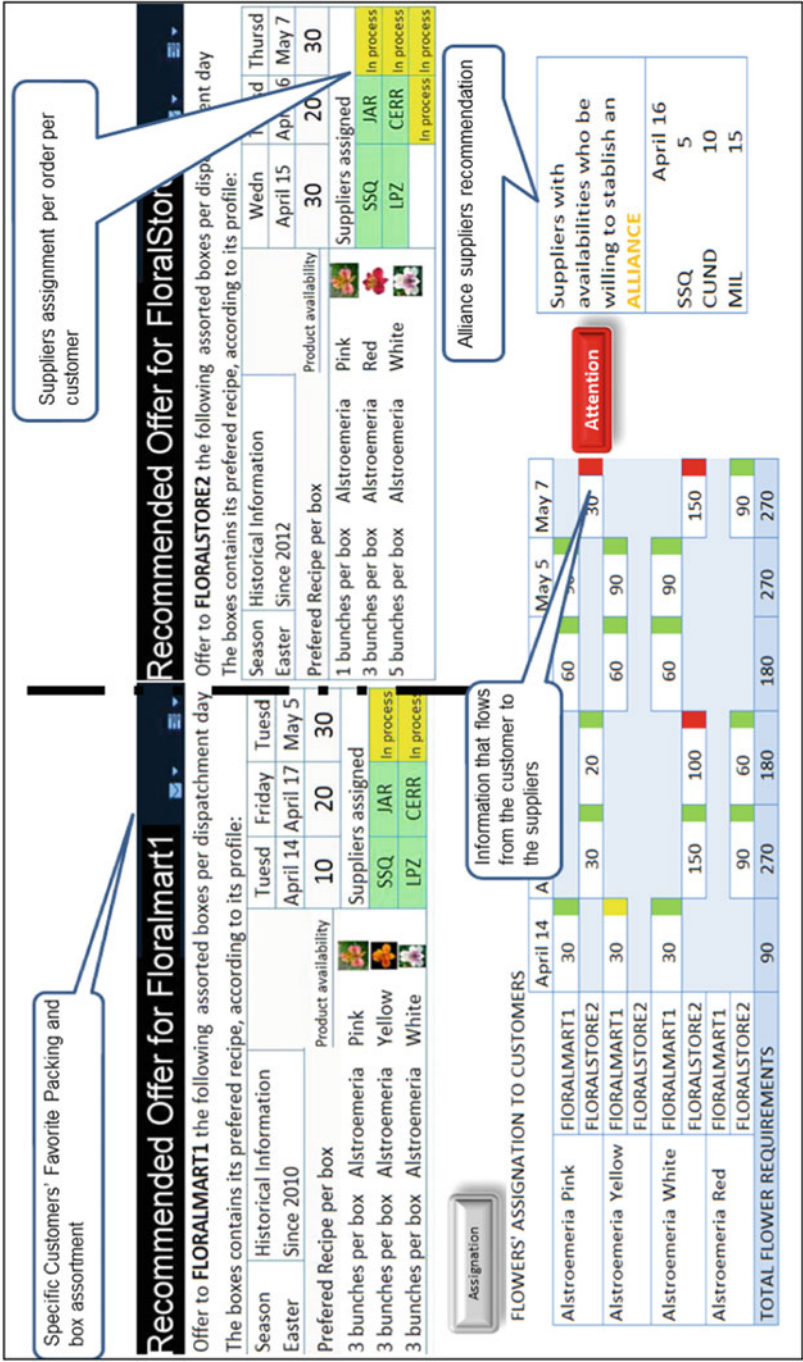 Specific Customers' Favorite Packing and
box assortment
Suppliers assignment per order per
customer
Recommended Offer for Floralmart1
Offer to FLORALMART1 the following assorted boxes per dispatchment day
The boxes contains its prefered recipe, according to its profile:
Season Historical Information Tuesd Friday Tuesd
Easter Since 2010 April 14 April 17 May 5
Prefered Recipe per box 10 20 30
Product availability Suppliers assigned
3 bunches per box Alstroemeria Pink SSQ JAR In process
3 bunches per box Alstroemeria Yellow
3 bunches per box Alstroemeria White LPZ CERR In process
Recommended Offer for FloralStor
Offer to FLORALSTORE2 the following assorted boxes per dispa ent day
The boxes contains its prefered recipe, according to its profile:
Season Historical Information Wedn d Thursd
Easter Since 2012 April 15 Ap 6 May 7
Prefered Recipe per box 30 20 30
Product availability Suppliers assigned
1 bunches per box Alstroemeria Pink SSQ JAR In process
3 bunches per box Alstroemeria Red LPZ CERR In process
5 bunches per box Alstroemeria White In process In process
Assignation
FLOWERS' ASSIGNATION TO CUSTOMERS
April 14 A May 5 May 7
Alstroemeria Pink FlORALMART1 30 60 90
FLORALSTORE2 30 20 30
Alstroemeria Yellow FlORALMART1 30 60 90
FLORALSTORE2
Alstroemeria White FlORALMART1 30 60 90
FLORALSTORE2 150 100 150
Alstroemeria Red FlORALMART1
FLORALSTORE2 90 60 90
TOTAL FLOWER REQUIREMENTS 90 270 180 180 270 270
Information that flows
from the customer to
the suppliers
Attention
Alliance suppliers recommendation
Suppliers with
availabilities who be
willing to stablish an
ALLIANCE
April 16
SSQ 5
CUND 10
MIL 15